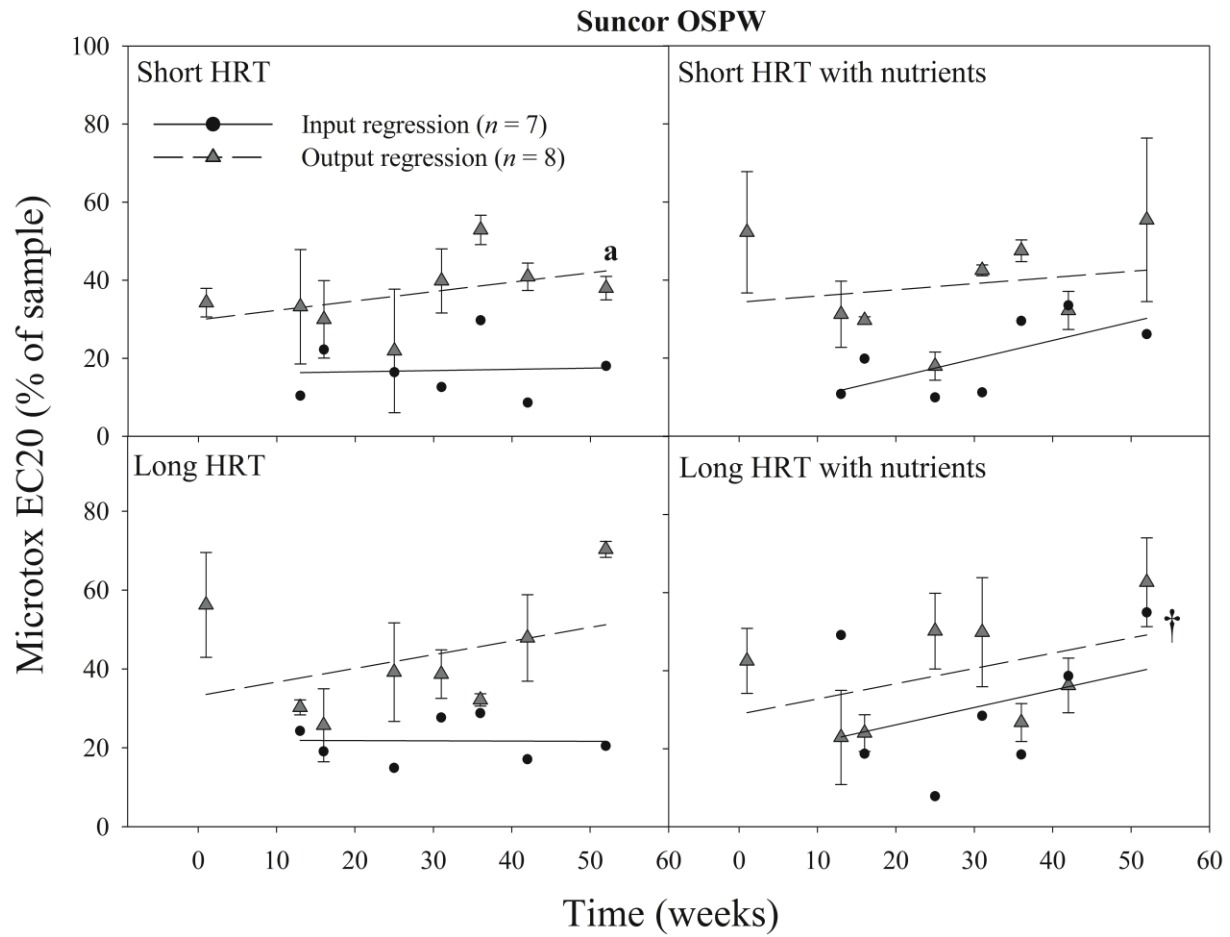 Suncor OSPW
Short HRT
Short HRT with nutrients
Input regression (n = 7)
Output regression (n = 8)
a
100
80
60
40
20
0
Long HRT
Long HRT with nutrients
†
80
60
40
20
0
Microtox EC20 (% of sample)
0 10 20 30 40 50 60 0 10 20 30 40 50 60
Time (weeks)